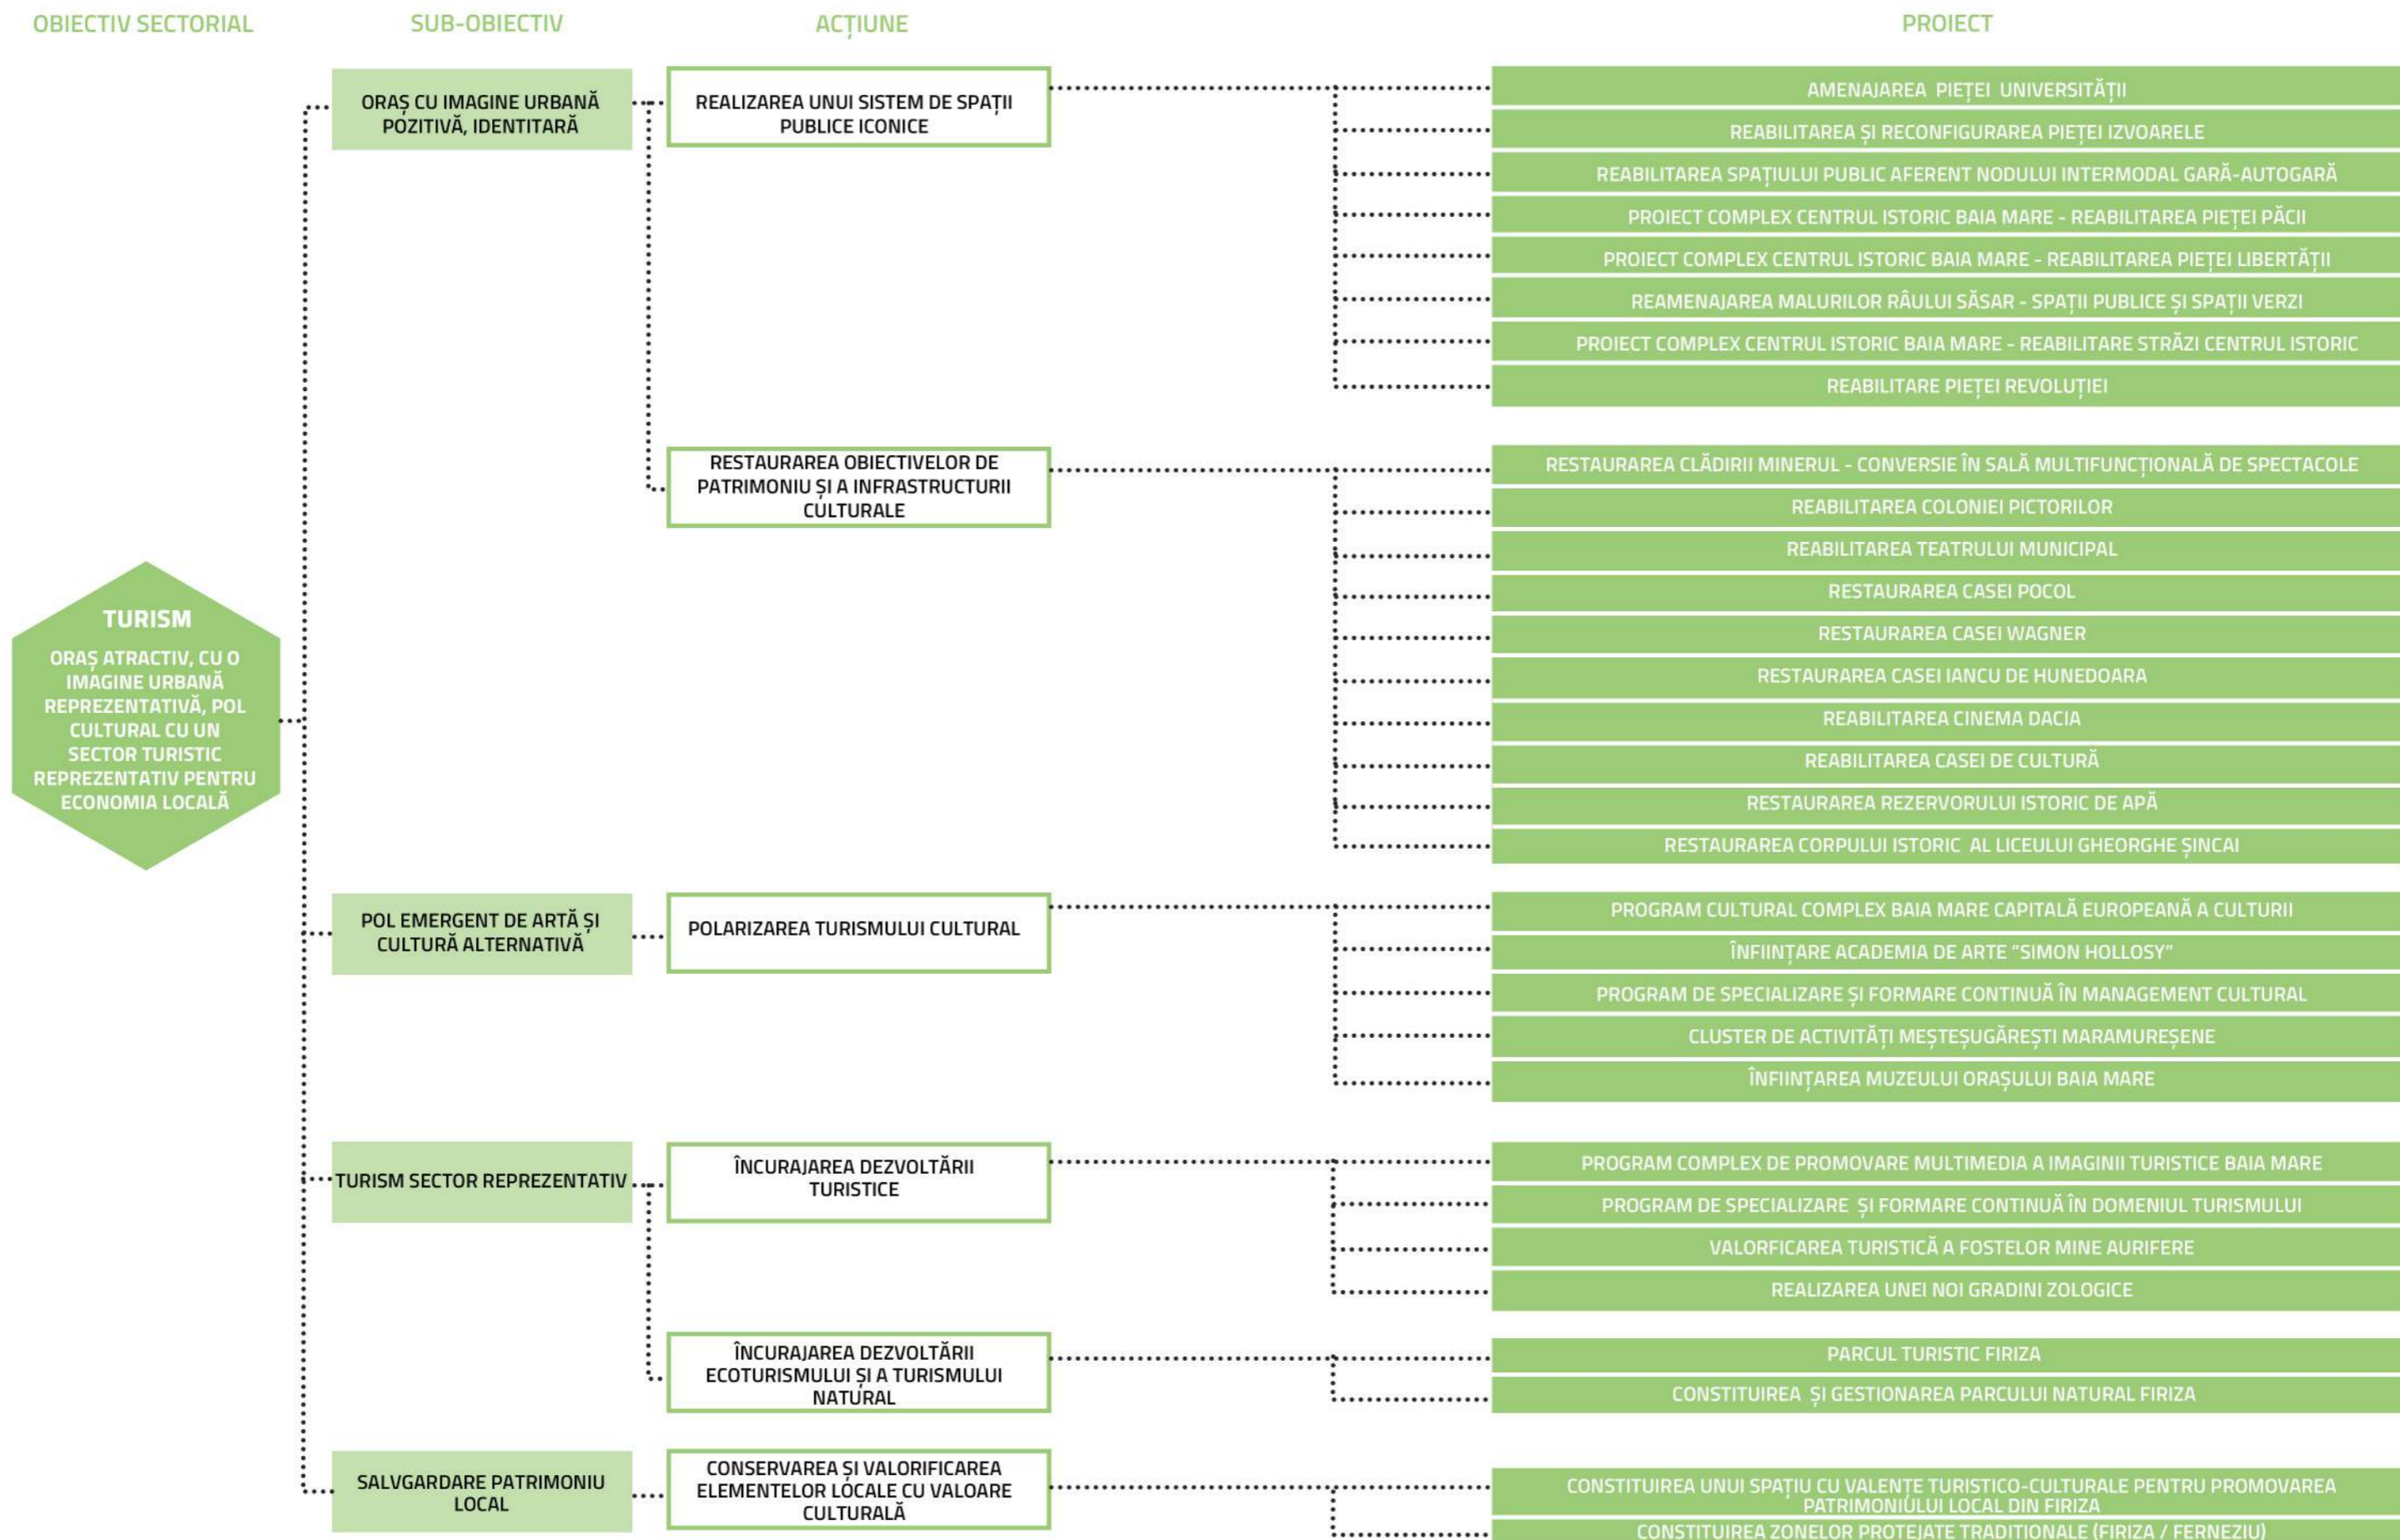 OBIECTIV SECTORIAL
SUB-OBIECTIV
ACȚIUNE
PROIECT
TURISM
ORAȘ ATRACTIV, CU O
IMAGINE URBANĂ
REPREZENTATIVĂ, POL
CULTURAL CU UN
SECTOR TURISTIC
REPREZENTATIV PENTRU
ECONOMIA LOCALĂ
ORAȘ CU IMAGINE URBANĂ
POZITIVĂ, IDENTITARĂ
REALIZAREA UNUI SISTEM DE SPAȚII
PUBLICE ICONICE
AMENAJAREA PIEȚEI UNIVERSITĂȚII
REABILITAREA ȘI RECONFIGURAREA PIEȚEI IZVOARELE
REABILITAREA SPAȚIULUI PUBLIC AFERENT NODULUI INTERMODAL GARĂ-AUTOGARĂ
PROIECT COMPLEX CENTRUL ISTORIC BAIA MARE - REABILITAREA PIEȚEI PĂCII
PROIECT COMPLEX CENTRUL ISTORIC BAIA MARE - REABILITAREA PIEȚEI LIBERTĂȚII
REAMENAJAREA MALURILOR RÂULUI SĂSAR - SPAȚII PUBLICE ȘI SPAȚII VERZI
PROIECT COMPLEX CENTRUL ISTORIC BAIA MARE - REABILITARE STRĂZI CENTRUL ISTORIC
REABILITARE PIEȚEI REVOLUȚIEI
RESTAURAREA OBIECTIVELOR DE
PATRIMONIU ȘI A INFRASTRUCTURII
CULTURALE
RESTAURAREA CLĂDIRII MINERUL - CONVERSIE ÎN SALĂ MULTIFUNCȚIONALĂ DE SPECTACOLE
REABILITAREA COLONIEI PICTORILOR
REABILITAREA TEATRULUI MUNICIPAL
RESTAURAREA CASEI POCOL
RESTAURAREA CASEI WAGNER
RESTAURAREA CASEI IANCU DE HUNEDOARA
REABILITAREA CINEMA DACIA
REABILITAREA CASEI DE CULTURĂ
RESTAURAREA REZERVORULUI ISTORIC DE APĂ
RESTAURAREA CORPULUI ISTORIC AL LICEULUI GHEORGHE ȘINCAI
POL EMERGENT DE ARTĂ ȘI
CULTURĂ ALTERNATIVĂ
POLARIZAREA TURISMULUI CULTURAL
PROGRAM CULTURAL COMPLEX BAIA MARE CAPITALĂ EUROPEANĂ A CULTURII
ÎNFIINȚARE ACADEMIA DE ARTE "SIMON HOLLOSY"
PROGRAM DE SPECIALIZARE ȘI FORMARE CONTINUĂ ÎN MANAGEMENT CULTURAL
CLUSTER DE ACTIVITĂȚI MEȘTEȘUGĂREȘTI MARAMUREȘENE
ÎNFIINȚAREA MUZEULUI ORAȘULUI BAIA MARE
TURISM SECTOR REPREZENTATIV
ÎNCURAJAREA DEZVOLTĂRII
TURISTICE
PROGRAM COMPLEX DE PROMOVARE MULTIMEDIA A IMAGINII TURISTICE BAIA MARE
PROGRAM DE SPECIALIZARE ȘI FORMARE CONTINUĂ ÎN DOMENIUL TURISMULUI
VALORFICAREA TURISTICĂ A FOSTELOR MINE AURIFERE
REALIZAREA UNEI NOI GRADINI ZOLOGICE
ÎNCURAJAREA DEZVOLTĂRII
ECOTURISMULUI ȘI A TURISMULUI
NATURAL
PARCUL TURISTIC FIRIZA
CONSTITUIREA ȘI GESTIONAREA PARCULUI NATURAL FIRIZA
SALVGARDARE PATRIMONIU
LOCAL
CONSERVAREA ȘI VALORIFICAREA
ELEMENTELOR LOCALE CU VALOARE
CULTURALĂ
CONSTITUIREA UNUI SPAȚIU CU VALENȚE TURISTICO-CULTURALE PENTRU PROMOVAREA
PATRIMONIULUI LOCAL DIN FIRIZA
CONSTITUIREA ZONELOR PROTEJATE TRADIȚIONALE (FIRIZA / FERNEZIU)